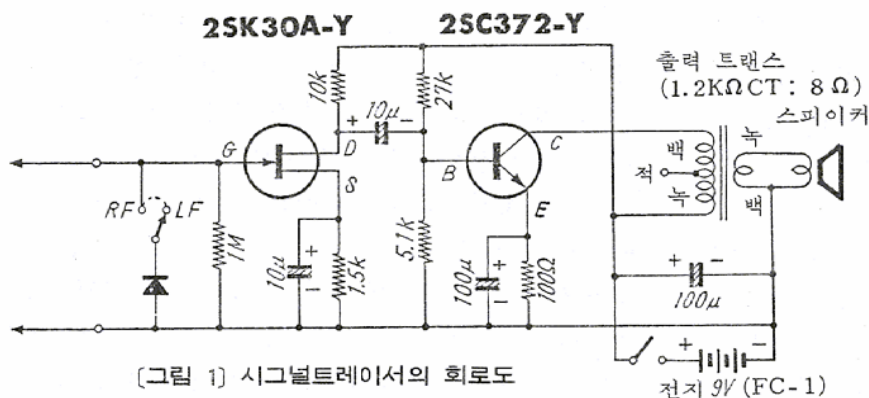 2SK30A-Y 2SC372-Y
출력 트랜스
(1.2KΩCT : 8Ω)
스피이커
10k
27k
10μ
+ -
G
D
S
B
C
E
백
적
녹
녹
백
RF
LF
1M
10μ
+
-
1.5k
5.1k
100μ
+
-
100Ω
+ -
100μ
+ -
전지 9V (FC-1)
[그림 1] 시그널트레이서의 회로도